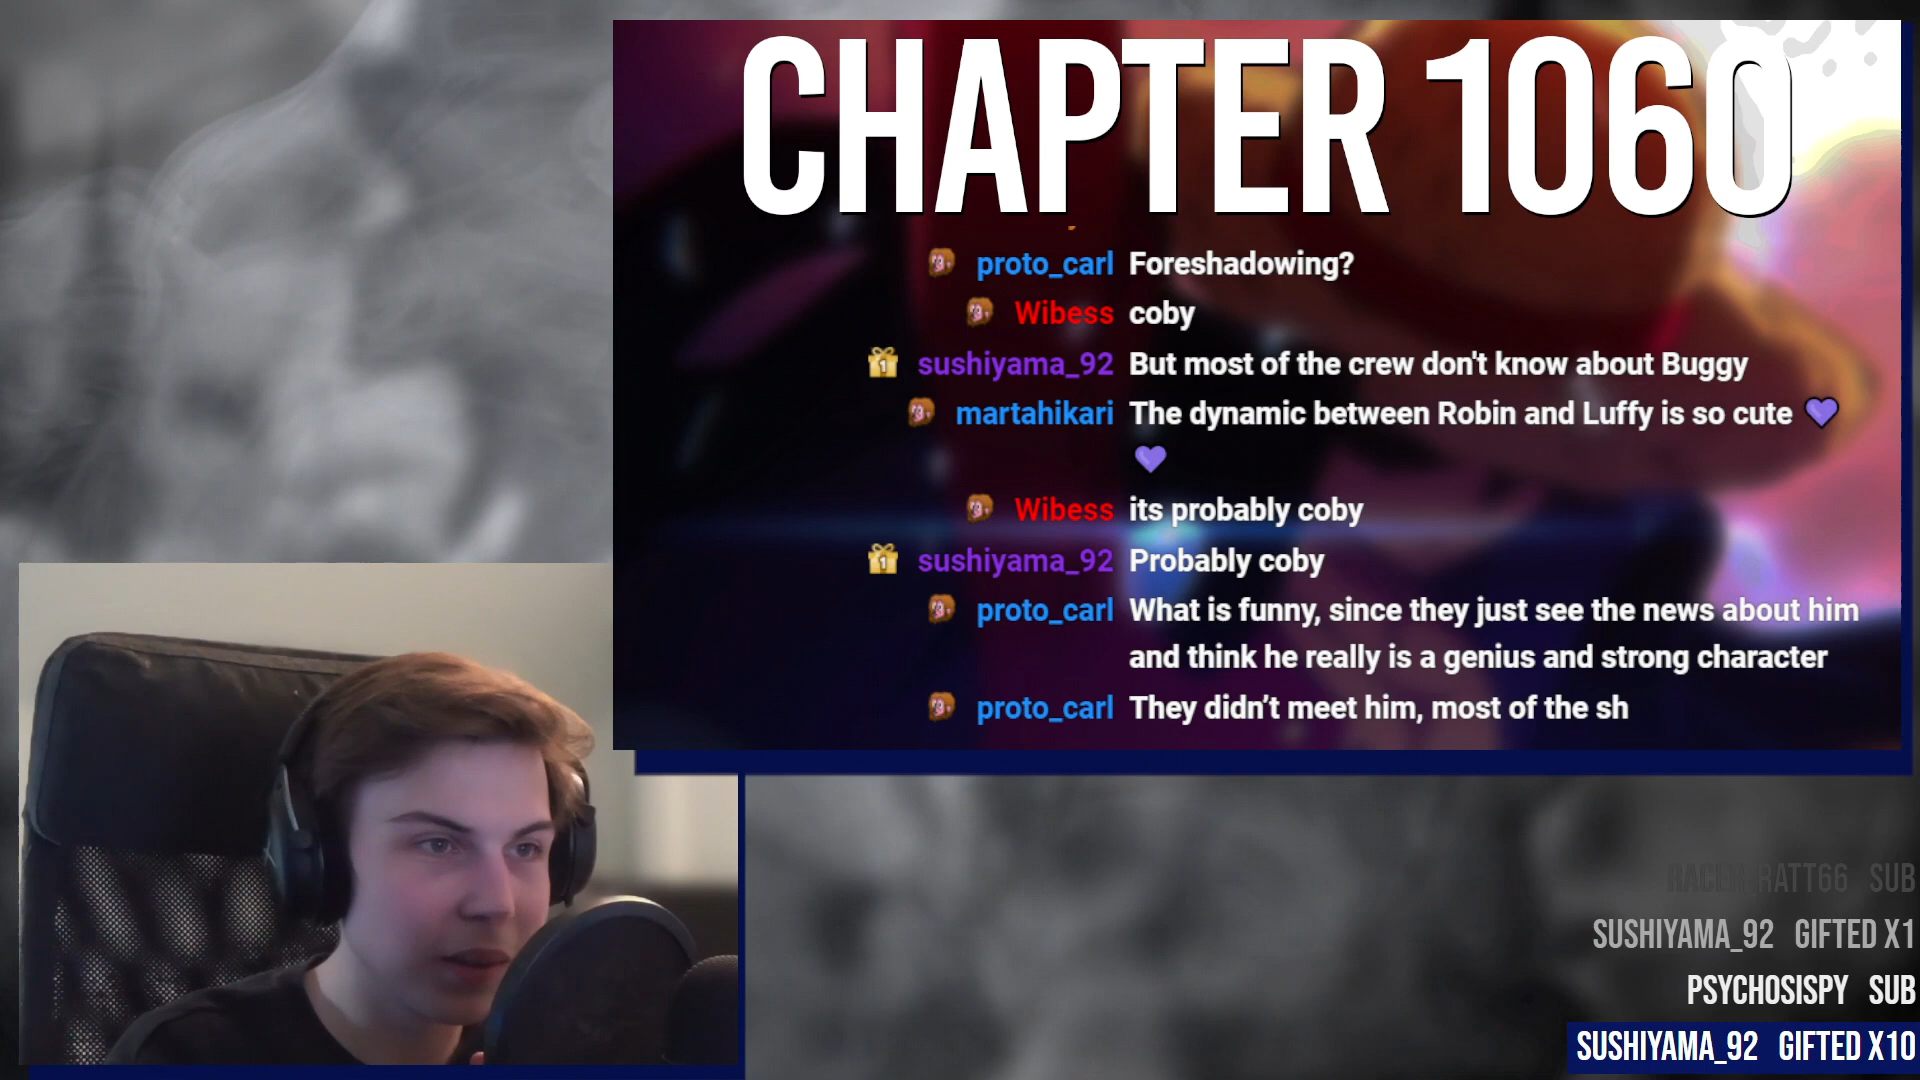 CHAPTER 1060
proto_carl Foreshadowing?
Wibess coby
sushiyama_92 But most of the crew don't know about Buggy
martahikari The dynamic between Robin and Luffy is so cute 💜
💜
Wibess its probably coby
sushiyama_92 Probably coby
proto_carl What is funny, since they just see the news about him
and think he really is a genius and strong character
proto_carl They didn’t meet him, most of the sh
SUB
SUSHIYAMA_92 GIFTED X1
PSYCHOSISPY SUB
SUSHIYAMA_92 GIFTED X10